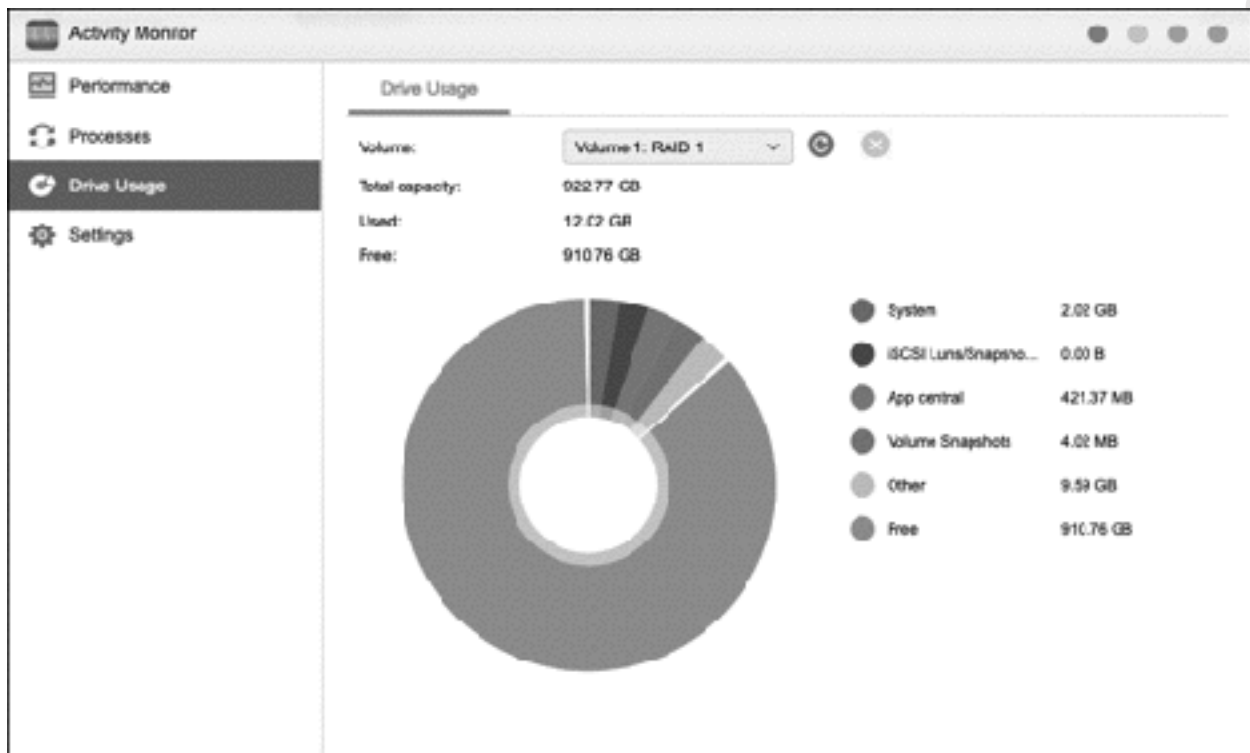 Activity Monitor
Performance
Processes
Drive Usage
Settings
Drive Usage
Volume: Volume 1: RAID 1
Total capacity: 922.77 GB
Used: 12.02 GB
Free: 910.76 GB
System 2.02 GB
iSCSI Luns/Snapsho... 0.00 B
App central 421.37 MB
Volume Snapshots 4.02 MB
Other 9.59 GB
Free 910.76 GB